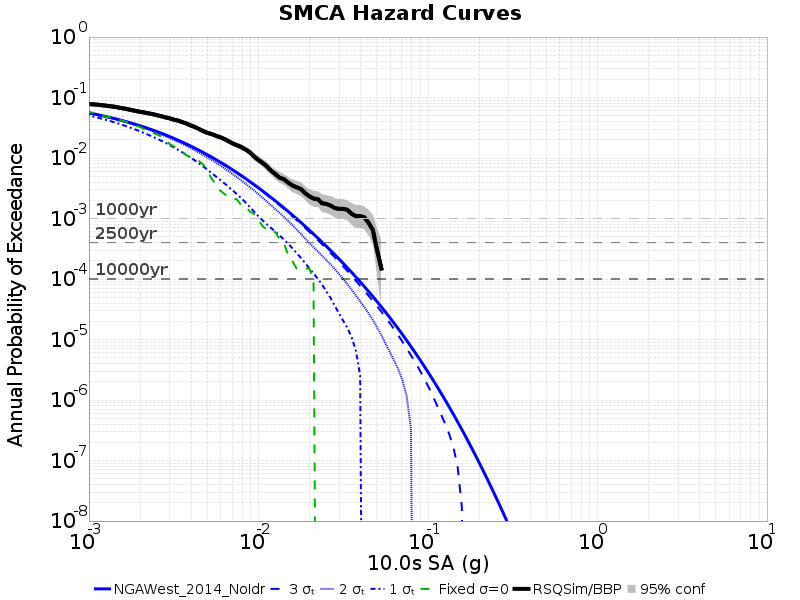 SMCA Hazard Curves
Annual Probability of Exceedance
10^0
10^-1
10^-2
10^-3
10^-4
10^-5
10^-6
10^-7
10^-8
1000yr
2500yr
10000yr
10^-3 10^-2 10^-1 10^0 10^1
10.0s SA (g)
NGAWest_2014_NoIdr 3 σₜ 2 σₜ 1 σₜ Fixed σ=0 RSQSim/BBP 95% conf